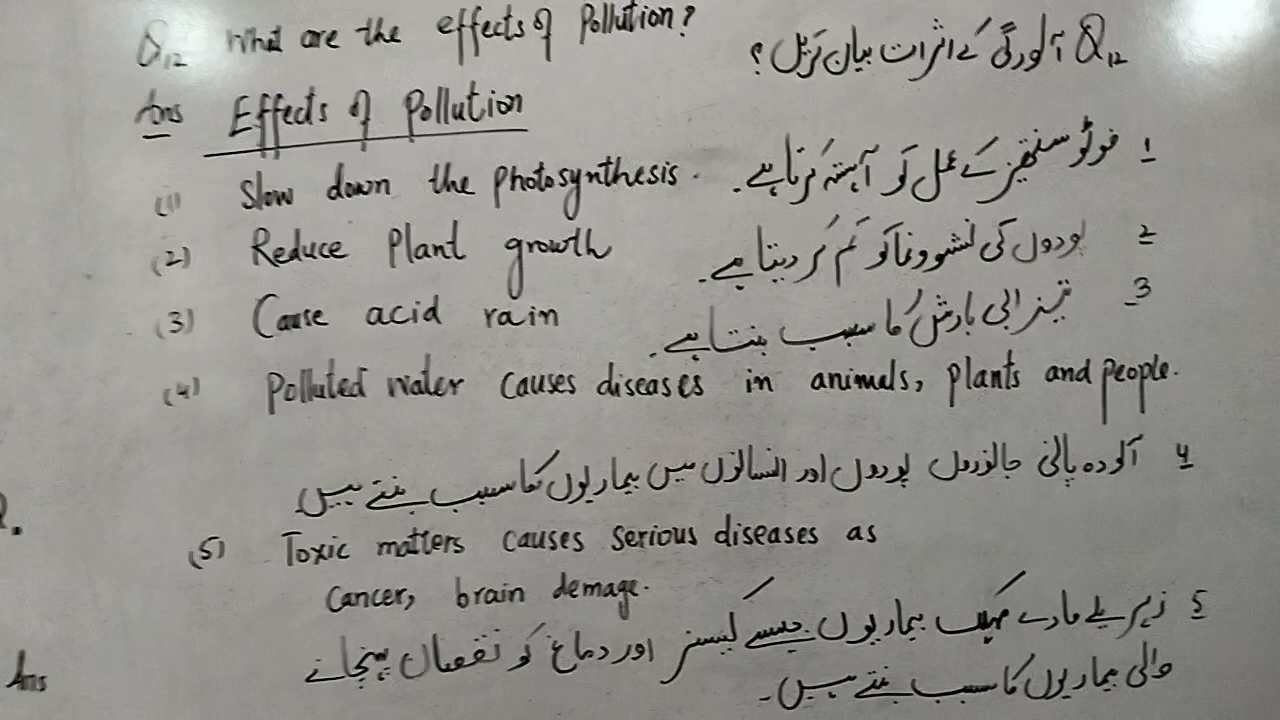 Q12 What are the effects of Pollution?
Q12 آلودگی کے اثرات بیان کریں؟
Ans Effects of Pollution
(1) Slow down the photosynthesis.
1 فوٹو سنتھیسز کے عمل کو آہستہ کرتا ہے۔
(2) Reduce Plant growth
2 پودوں کی نشوونما کو کم کر دیتا ہے۔
(3) Cause acid rain
3 تیزابی بارش کا سبب بنتا ہے۔
(4) Polluted water causes diseases in animals, plants and people.
4 آلودہ پانی جانوروں پودوں اور انسانوں میں بیماریوں کا سبب بنتے ہیں۔
(5) Toxic matters causes serious diseases as
cancer, brain demage.
5 زہریلے مادے مہلک بیماریوں جیسے کینسر اور دماغ کو نقصان پہنچانے
والی بیماریوں کا سبب بنتے ہیں۔
Ans